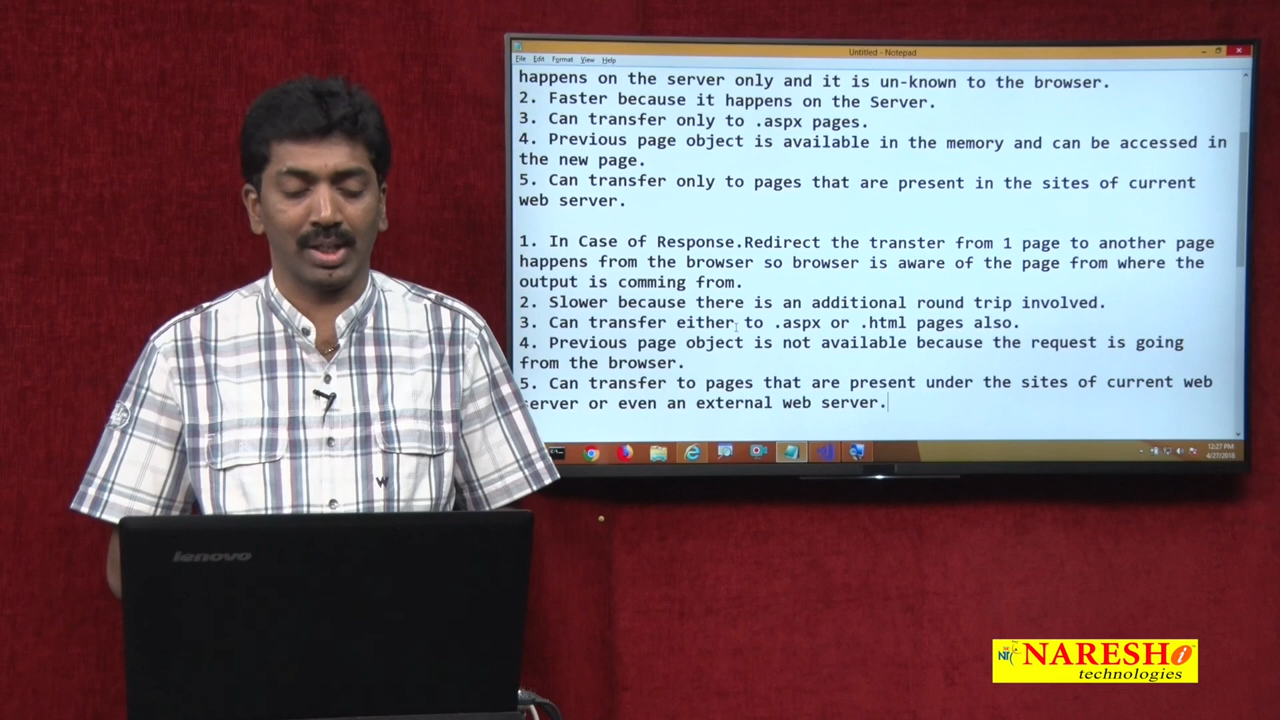 Untitled - Notepad
File Edit Format View Help
happens on the server only and it is un-known to the browser.
2. Faster because it happens on the Server.
3. Can transfer only to .aspx pages.
4. Previous page object is available in the memory and can be accessed in
the new page.
5. Can transfer only to pages that are present in the sites of current
web server.
1. In Case of Response.Redirect the transter from 1 page to another page
happens from the browser so browser is aware of the page from where the
output is comming from.
2. Slower because there is an additional round trip involved.
3. Can transfer either to .aspx or .html pages also.
4. Previous page object is not available because the request is going
from the browser.
5. Can transfer to pages that are present under the sites of current web
server or even an external web server.
12:27 PM
4/27/2018
lenovo
W
NARESH i
technologies